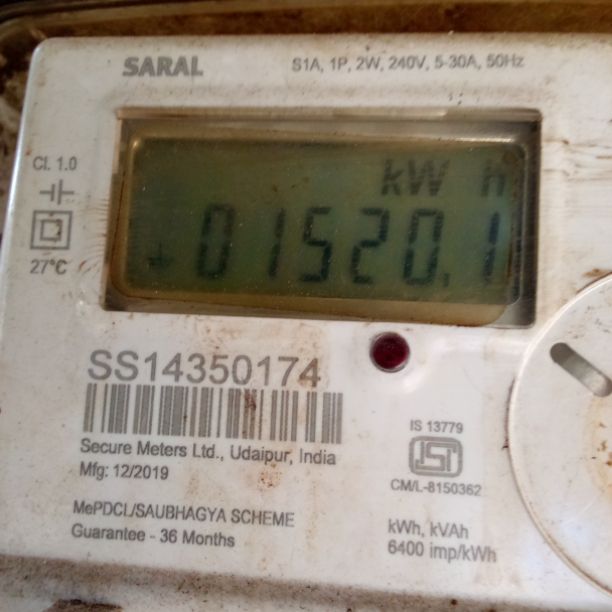 SARAL
S1A, 1P, 2W, 240V, 5-30A, 50Hz
Cl. 1.0
27°C
kW h
+01520.1
SS14350174
Secure Meters Ltd., Udaipur, India
Mfg: 12/2019
MePDCL/SAUBHAGYA SCHEME
Guarantee - 36 Months
IS 13779
ISI
CM/L-8150362
kWh, kVAh
6400 imp/kWh